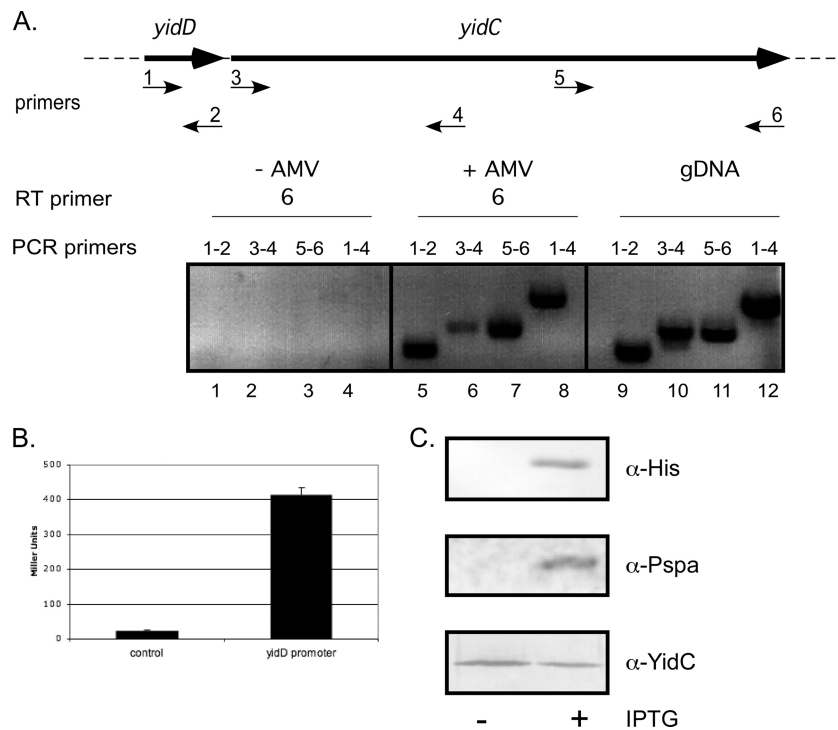 A.
yidD yidC
1 3 5
primers
2 4 6
- AMV + AMV gDNA
RT primer 6 6
PCR primers 1-2 3-4 5-6 1-4 1-2 3-4 5-6 1-4 1-2 3-4 5-6 1-4
1 2 3 4 5 6 7 8 9 10 11 12
B.
500
400
300
200
100
0
Miller Units
control yidD promoter
C.
α-His
α-Pspa
α-YidC
- + IPTG